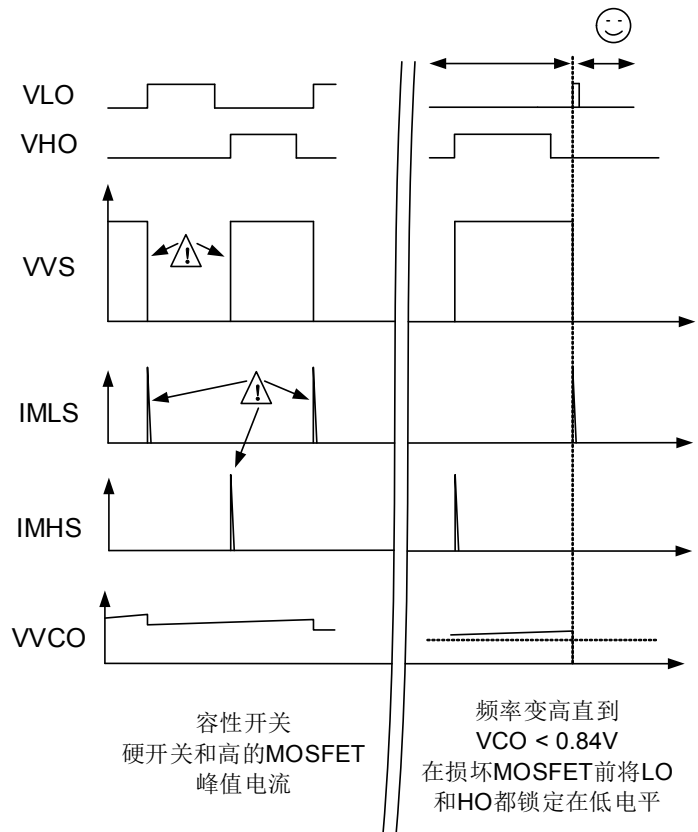 VLO
VHO
VVS
IMLS
IMHS
VVCO
容性开关
硬开关和高的MOSFET
峰值电流
频率变高直到
VCO < 0.84V
在损坏MOSFET前将LO
和HO都锁定在低电平